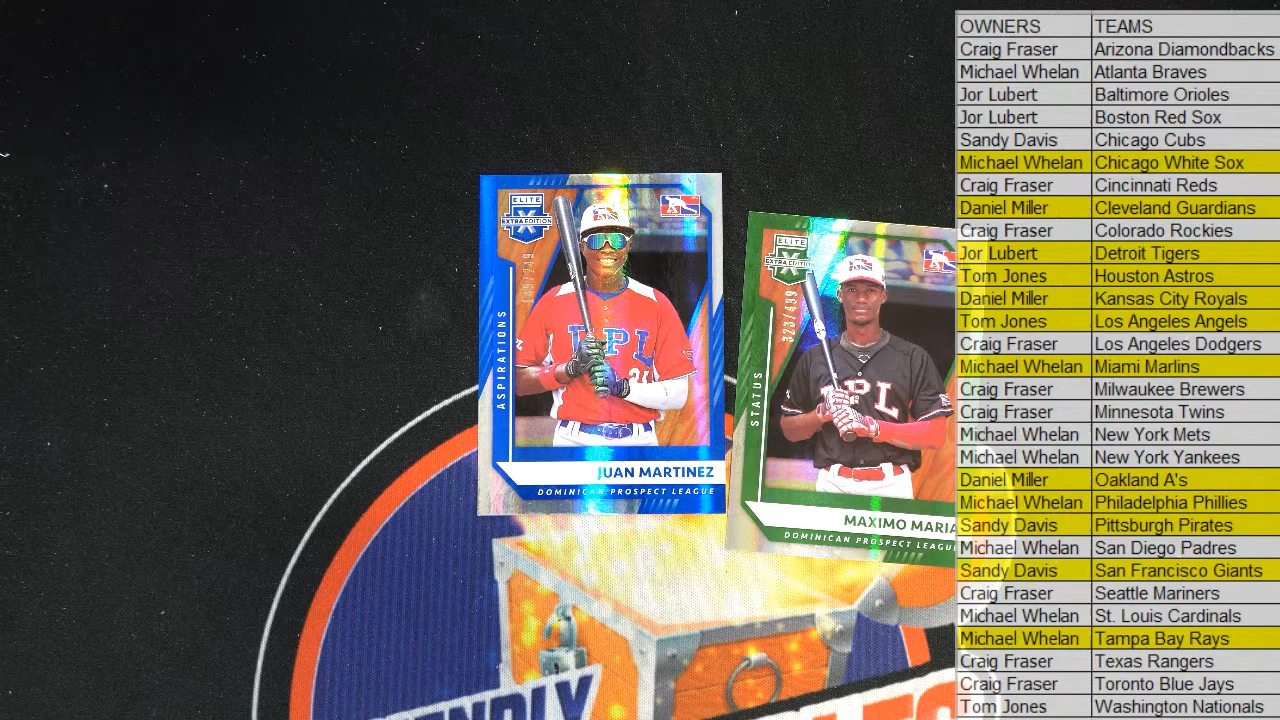 ELITE
EXTRA EDITION
X
ASPIRATIONS
DPL
JUAN MARTINEZ
DOMINICAN PROSPECT LEAGUE
ELITE
EXTRA EDITION
X
323/499
STATUS
DPL
MAXIMO MARIA
DOMINICAN PROSPECT LEAGU
OWNERS TEAMS
Craig Fraser Arizona Diamondbacks
Michael Whelan Atlanta Braves
Jor Lubert Baltimore Orioles
Jor Lubert Boston Red Sox
Sandy Davis Chicago Cubs
Michael Whelan Chicago White Sox
Craig Fraser Cincinnati Reds
Daniel Miller Cleveland Guardians
Craig Fraser Colorado Rockies
Jor Lubert Detroit Tigers
Tom Jones Houston Astros
Daniel Miller Kansas City Royals
Tom Jones Los Angeles Angels
Craig Fraser Los Angeles Dodgers
Michael Whelan Miami Marlins
Craig Fraser Milwaukee Brewers
Craig Fraser Minnesota Twins
Michael Whelan New York Mets
Michael Whelan New York Yankees
Daniel Miller Oakland A's
Michael Whelan Philadelphia Phillies
Sandy Davis Pittsburgh Pirates
Michael Whelan San Diego Padres
Sandy Davis San Francisco Giants
Craig Fraser Seattle Mariners
Michael Whelan St. Louis Cardinals
Michael Whelan Tampa Bay Rays
Craig Fraser Texas Rangers
Craig Fraser Toronto Blue Jays
Tom Jones Washington Nationals